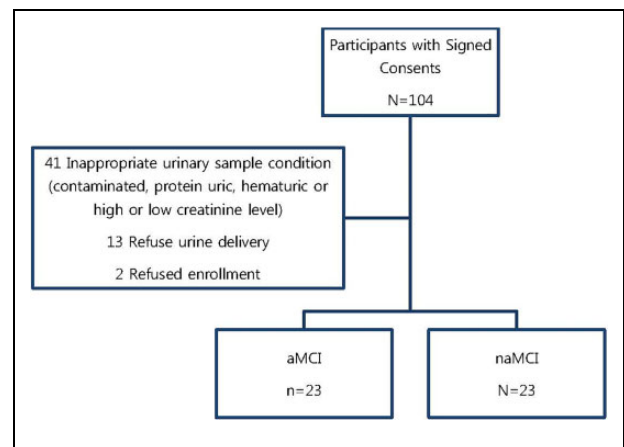 Participants with Signed
Consents
N=104
41 Inappropriate urinary sample condition
(contaminated, protein uric, hematuric or
high or low creatinine level)
13 Refuse urine delivery
2 Refused enrollment
aMCI
n=23
naMCI
N=23